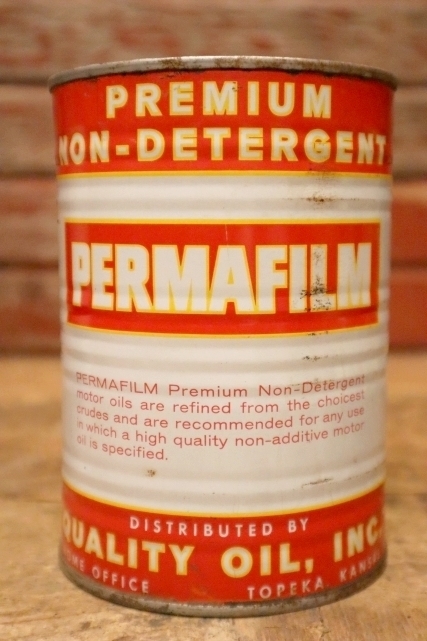 PREMIUM
NON-DETERGENT
PERMAFILM
PERMAFILM Premium Non-Detergent
motor oils are refined from the choicest
crudes and are recommended for any use
in which a high quality non-additive motor
oil is specified.
DISTRIBUTED BY
QUALITY OIL, INC.
OFFICE TOPEKA, KANSAS